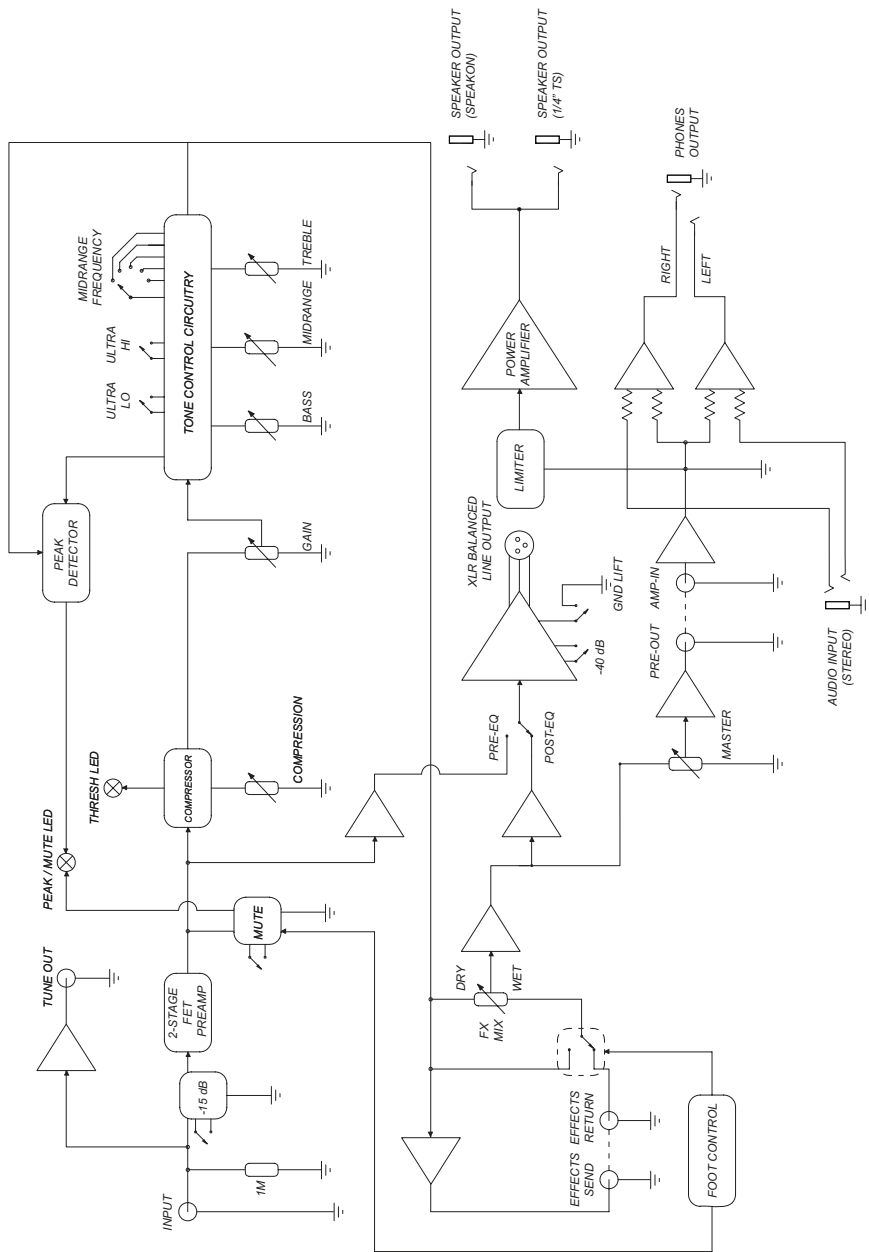 INPUT
1M
-15 dB
TUNE OUT
2-STAGE
FET
PREAMP
MUTE
PEAK / MUTE LED
THRESH LED
COMPRESSOR
COMPRESSION
PEAK
DETECTOR
GAIN
TONE CONTROL CIRCUITRY
ULTRA
LO
ULTRA
HI
MIDRANGE
FREQUENCY
BASS
MIDRANGE
TREBLE
EFFECTS
SEND
EFFECTS
RETURN
FOOT CONTROL
FX
MIX
DRY
WET
PRE-EQ
POST-EQ
XLR BALANCED
LINE OUTPUT
-40 dB
GND LIFT
MASTER
PRE-OUT
AMP-IN
AUDIO INPUT
(STEREO)
LIMITER
POWER
AMPLIFIER
SPEAKER OUTPUT
(SPEAKON)
SPEAKER OUTPUT
(1/4" TS)
RIGHT
LEFT
PHONES
OUTPUT